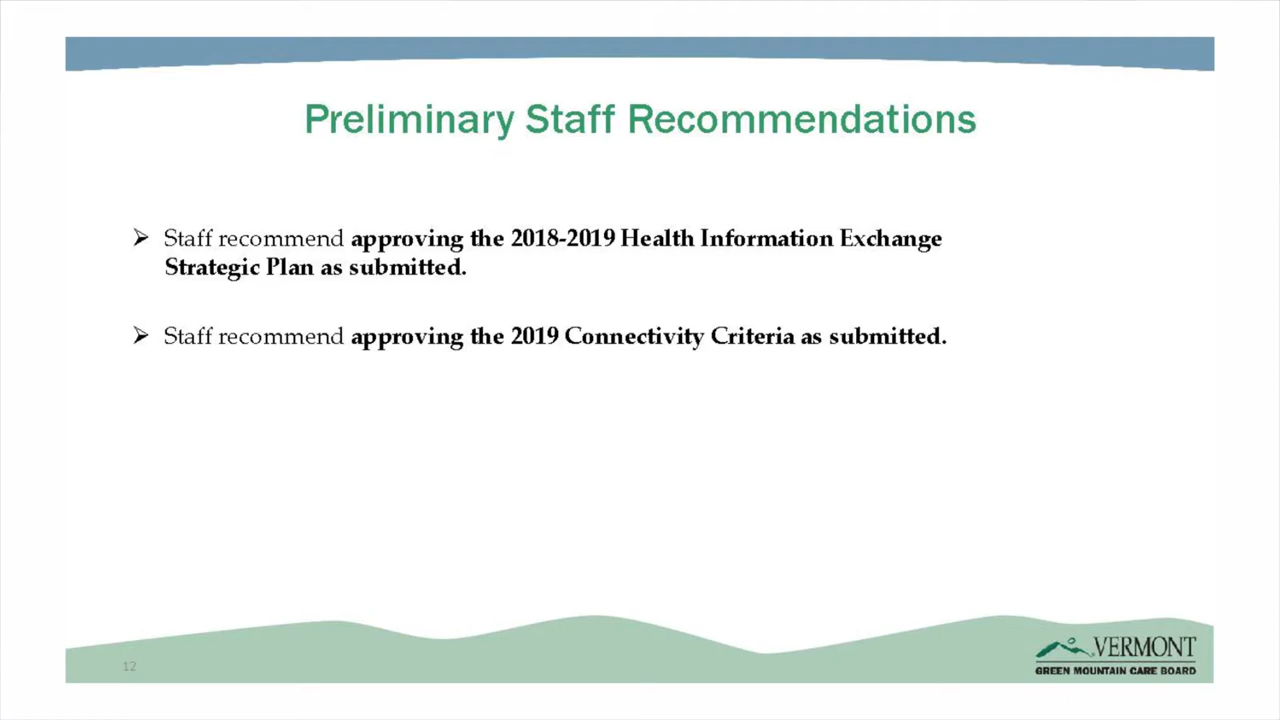 Preliminary Staff Recommendations
➢ Staff recommend approving the 2018-2019 Health Information Exchange
Strategic Plan as submitted.
➢ Staff recommend approving the 2019 Connectivity Criteria as submitted.
12
VERMONT
GREEN MOUNTAIN CARE BOARD